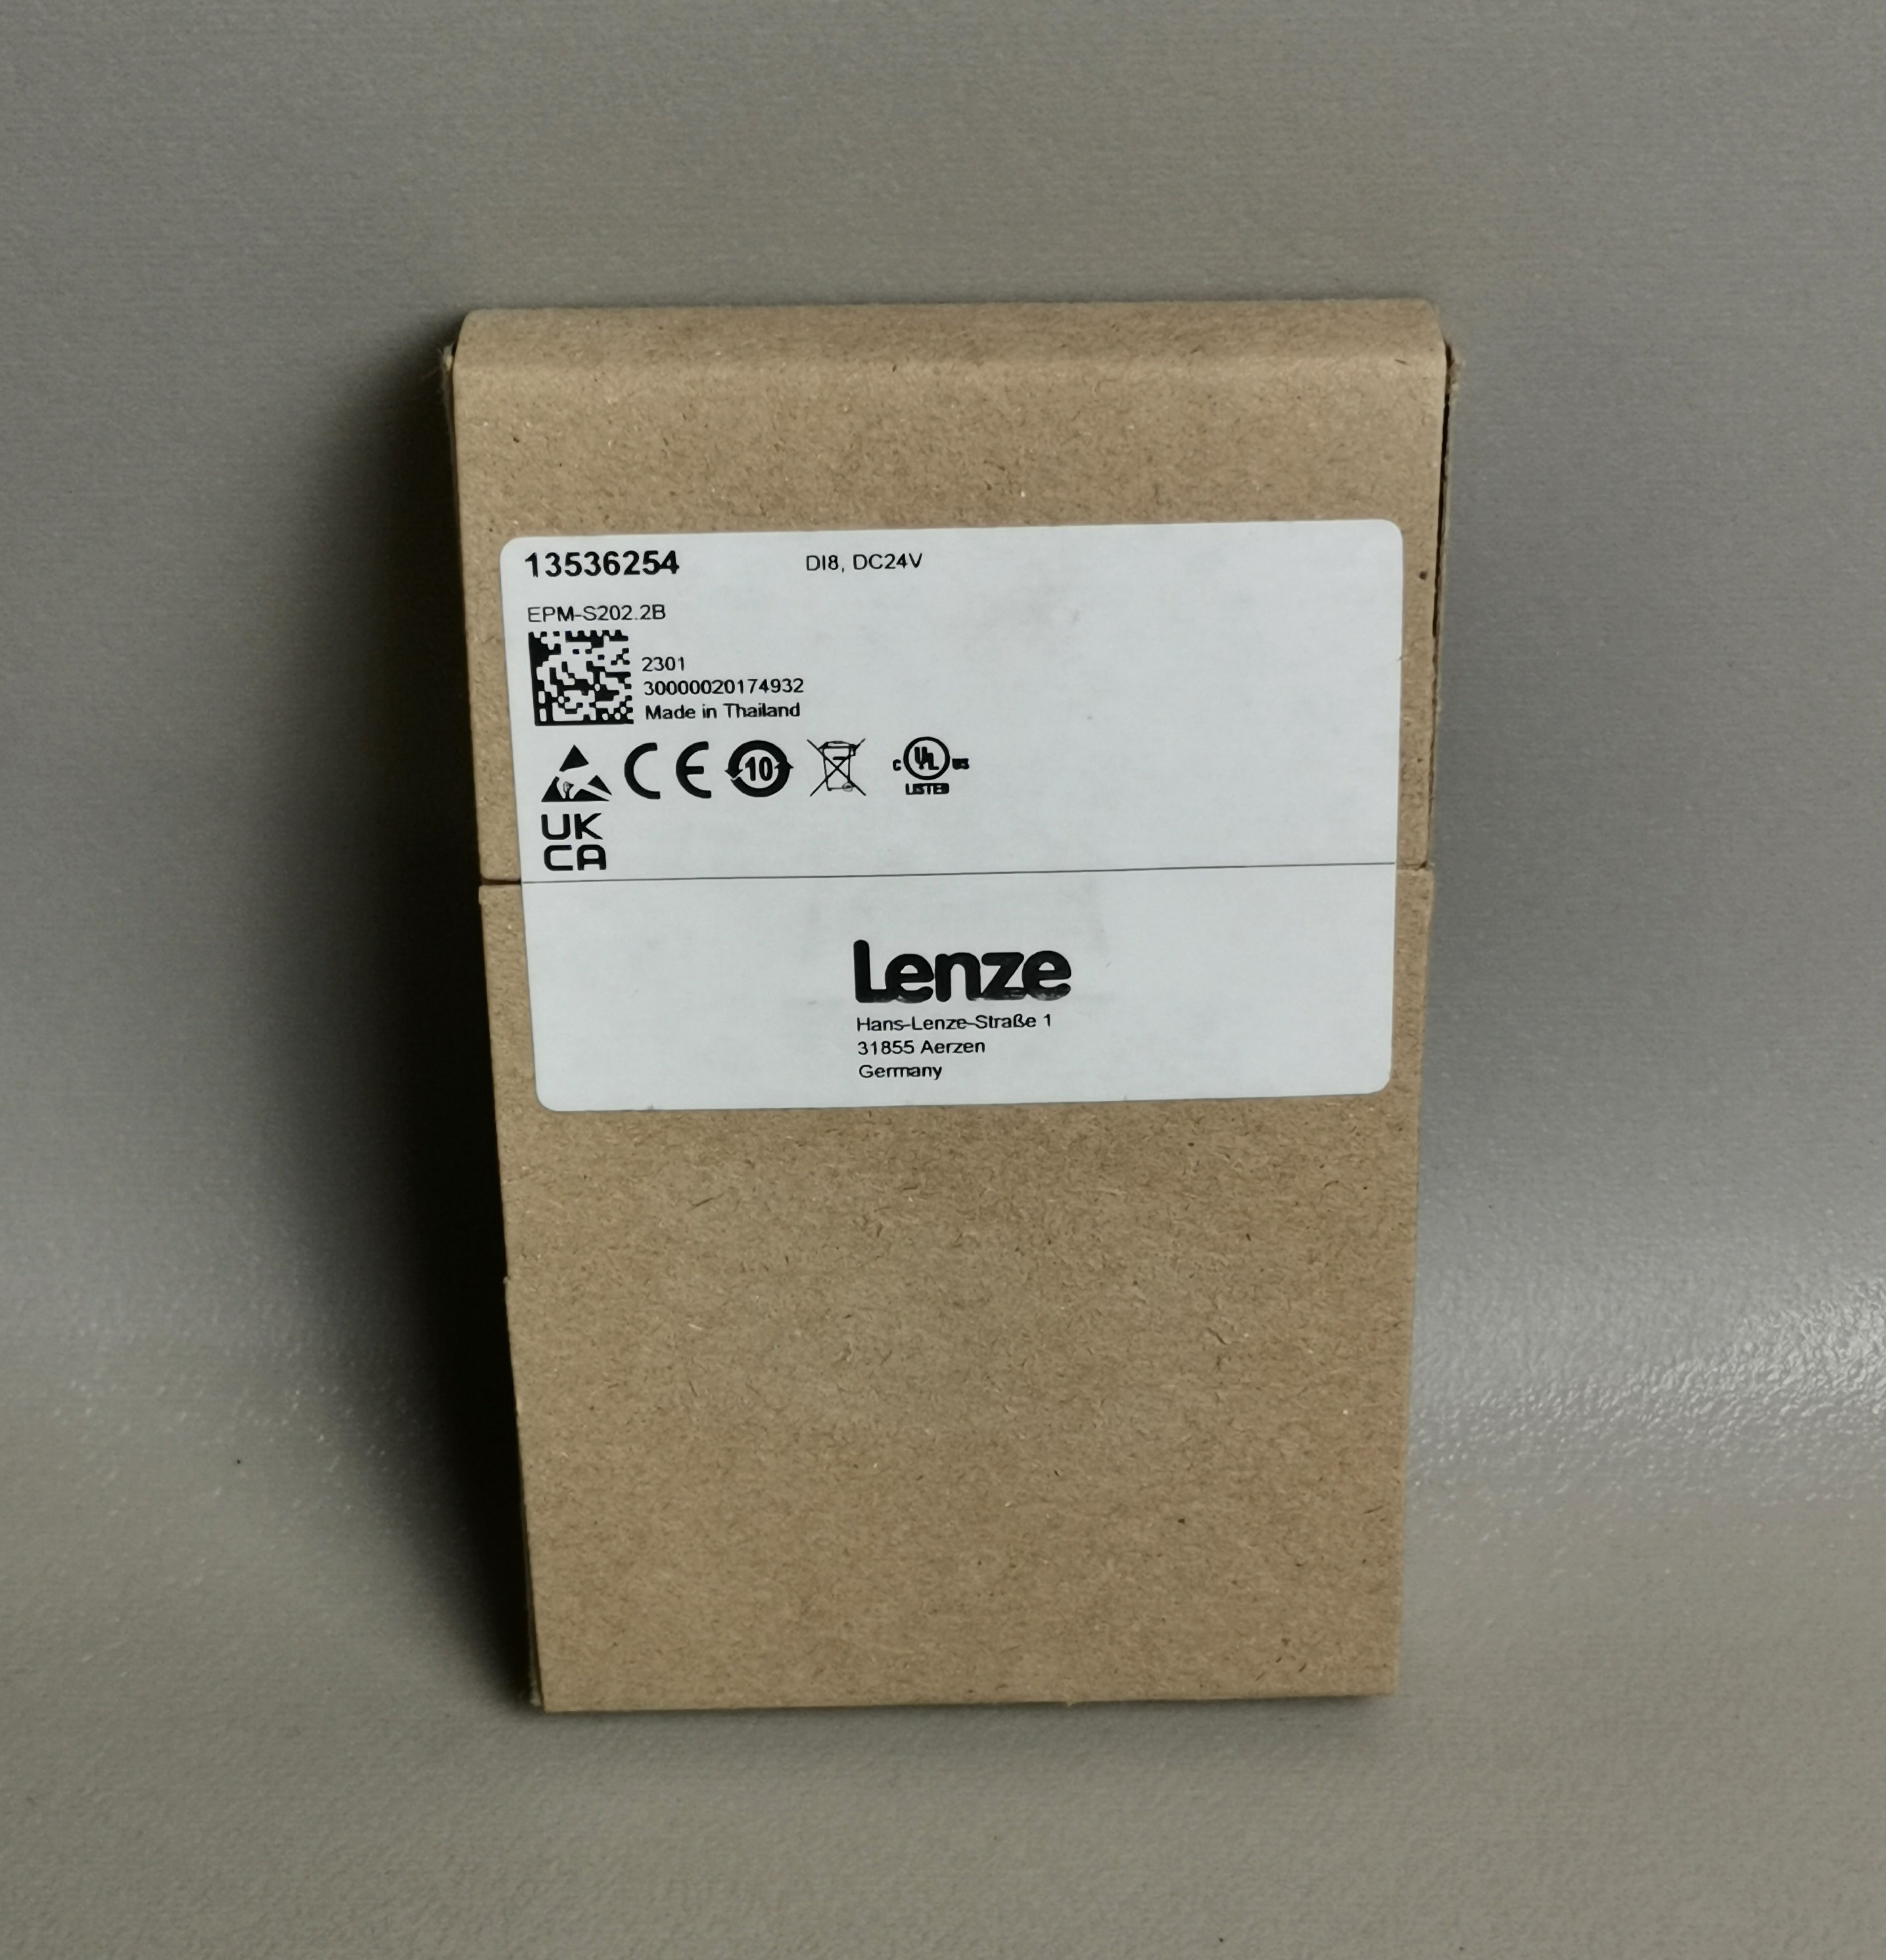 13536254 DI8, DC24V
EPM-S202.2B
2301
30000020174932
Made in Thailand
CE 10 c UL us
LISTED
UK
CA
Lenze
Hans-Lenze-Straße 1
31855 Aerzen
Germany